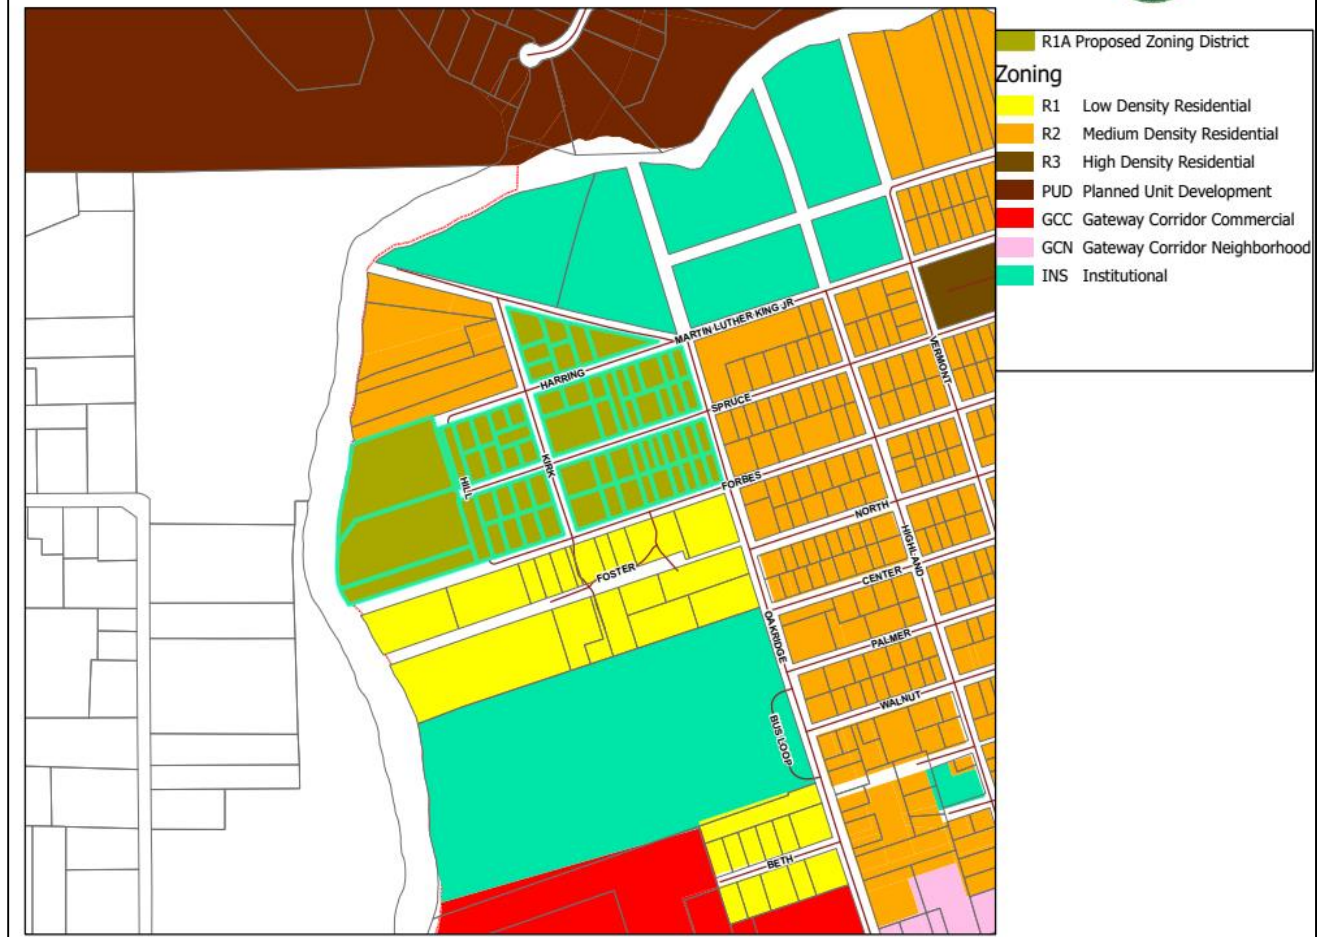 R1A Proposed Zoning District
Zoning
R1 Low Density Residential
R2 Medium Density Residential
R3 High Density Residential
PUD Planned Unit Development
GCC Gateway Corridor Commercial
GCN Gateway Corridor Neighborhood
INS Institutional
MARTIN LUTHER KING JR
HARRING
VERMONT
SPRUCE
KIRK
HILL
FORBES
NORTH
HIGHLAND
FOSTER
CENTER
OAKRIDGE
PALMER
WALNUT
BUS LOOP
BETH